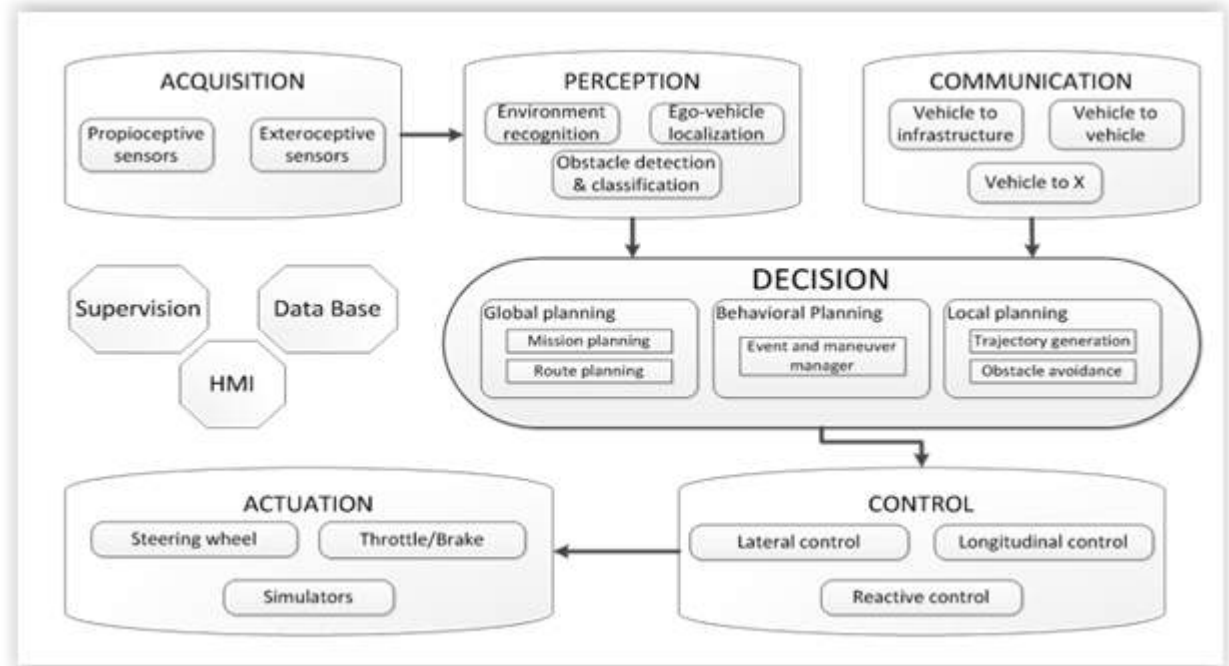 ACQUISITION
Propioceptive
sensors
Exteroceptive
sensors
PERCEPTION
Environment
recognition
Ego-vehicle
localization
Obstacle detection
& classification
COMMUNICATION
Vehicle to
infrastructure
Vehicle to
vehicle
Vehicle to X
Supervision
Data Base
HMI
DECISION
Global planning
Mission planning
Route planning
Behavioral Planning
Event and maneuver
manager
Local planning
Trajectory generation
Obstacle avoidance
ACTUATION
Steering wheel
Throttle/Brake
Simulators
CONTROL
Lateral control
Longitudinal control
Reactive control